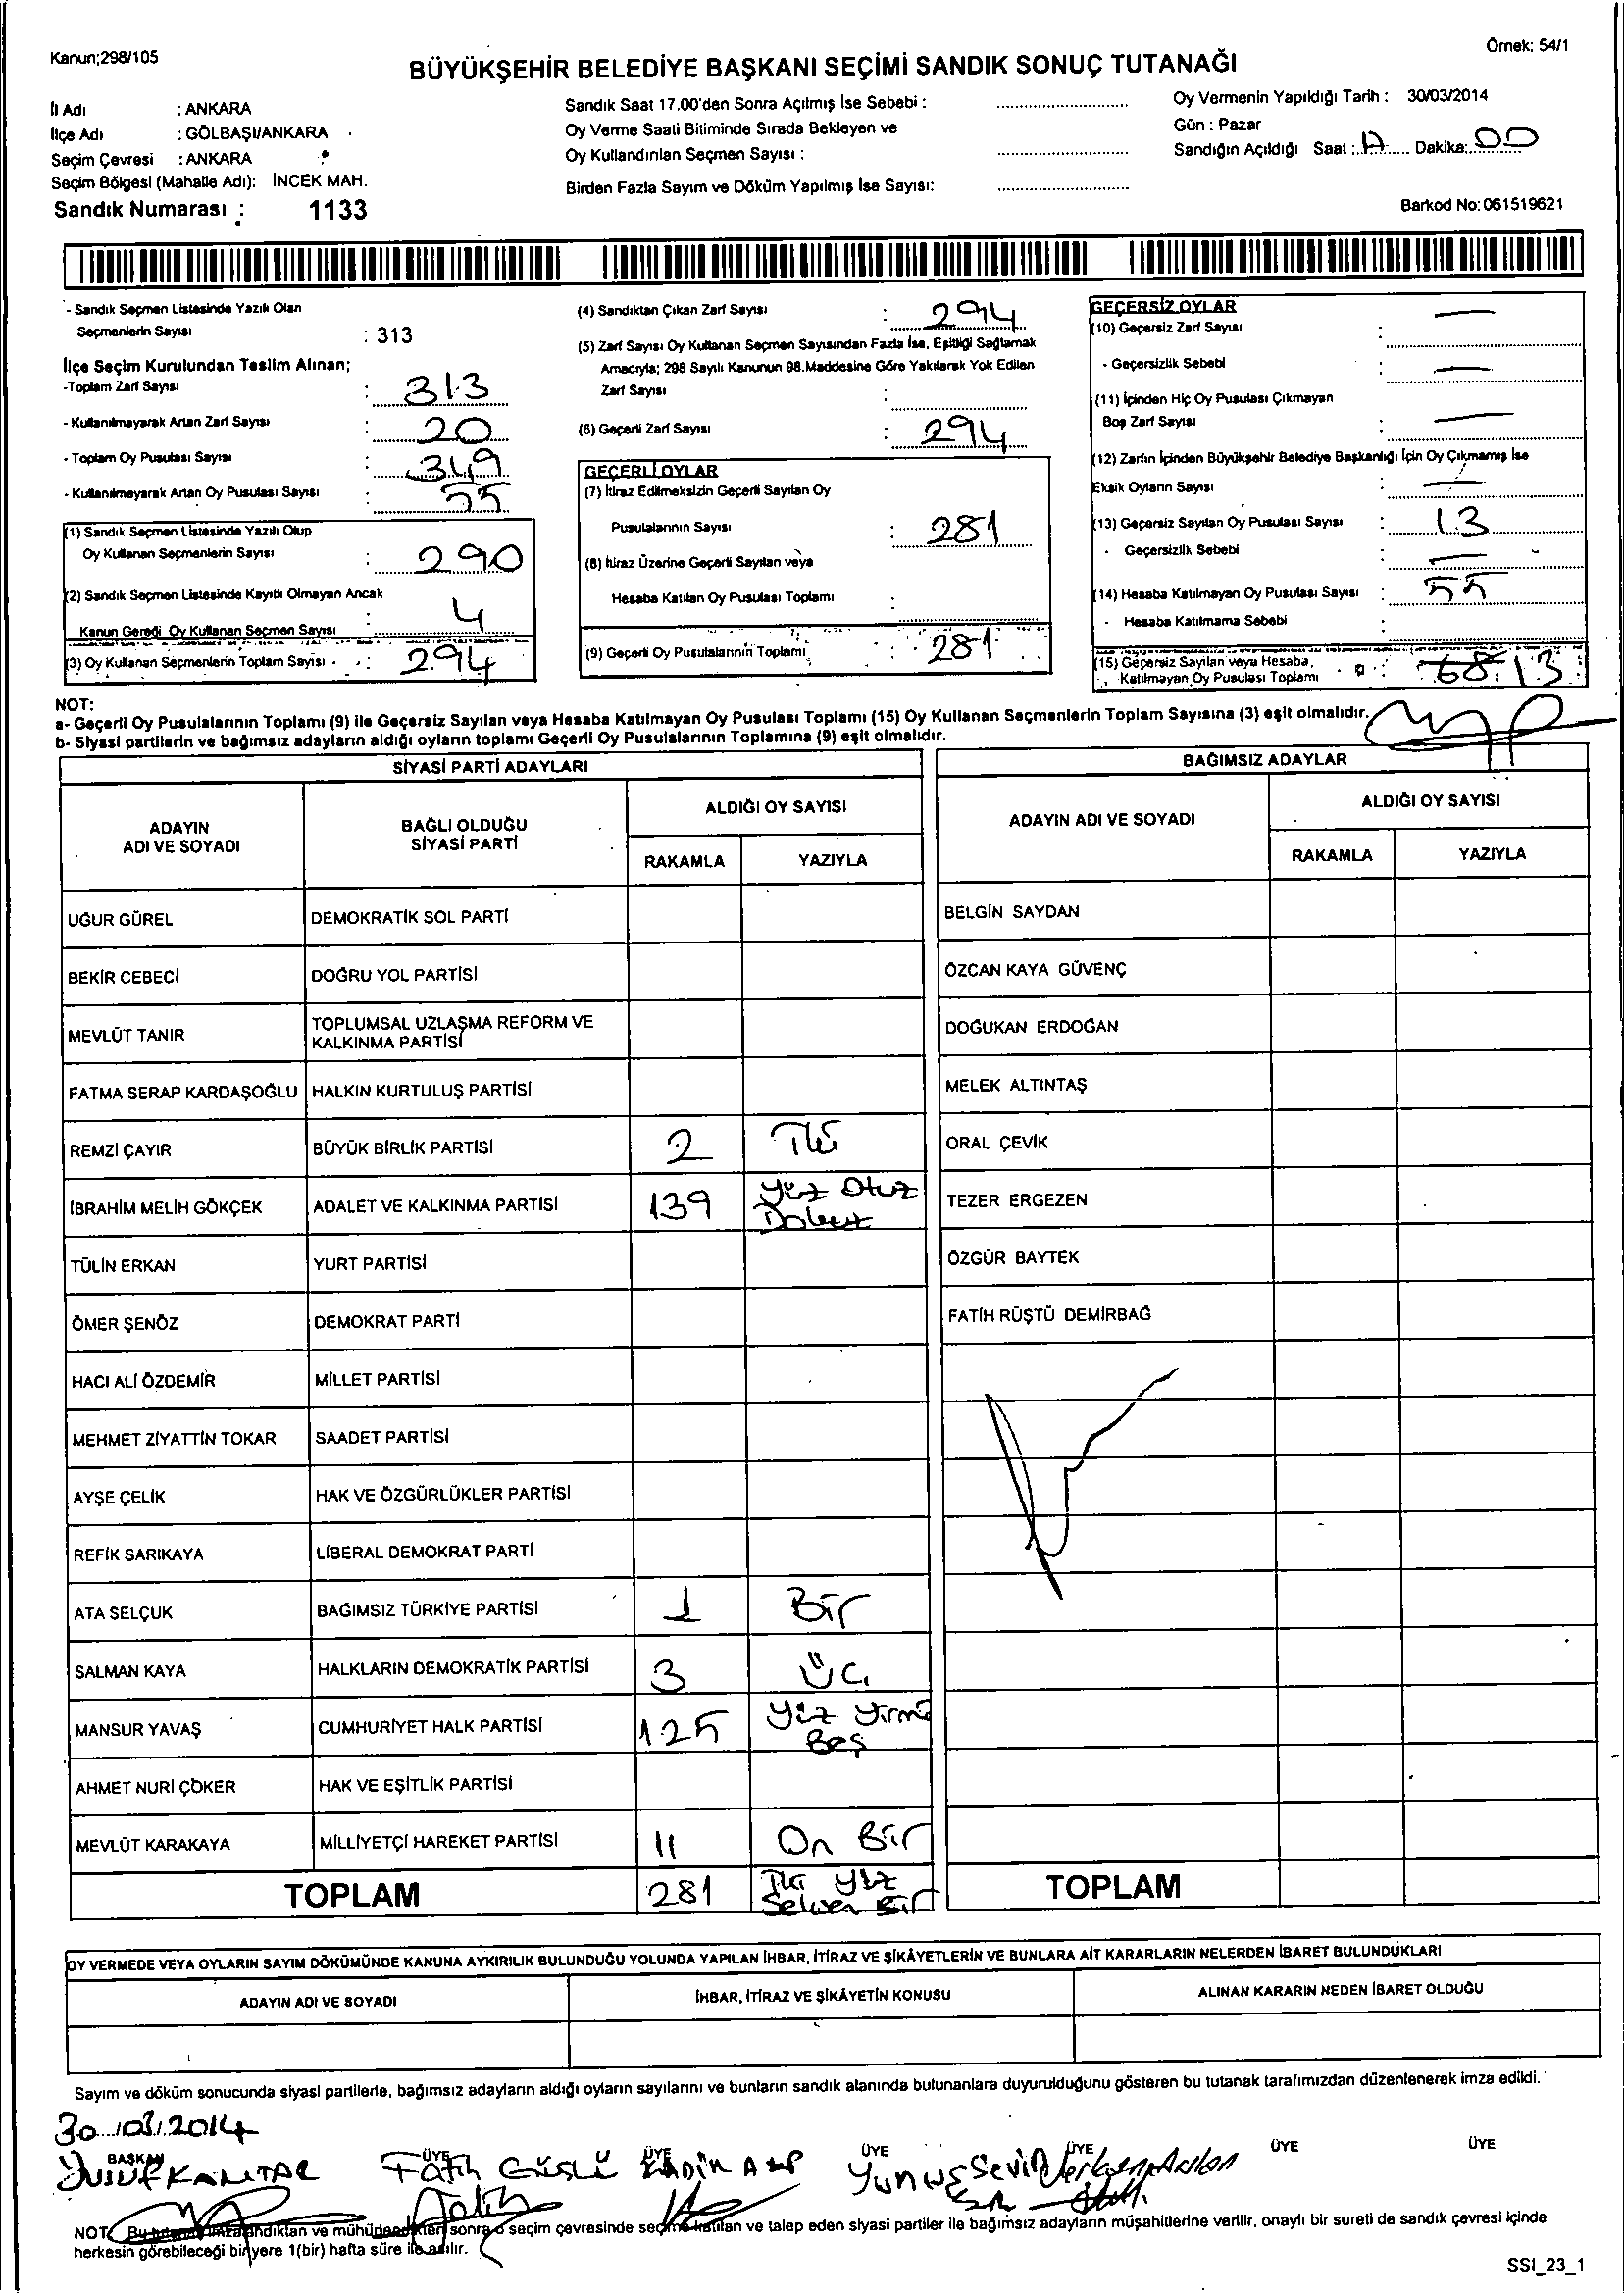 Kanun;298/105
Örnek: 54/1
BÜYÜKŞEHİR BELEDİYE BAŞKANI SEÇİMİ SANDIK SONUÇ TUTANAĞI
İl Adı : ANKARA
İlçe Adı : GÖLBAŞI/ANKARA
Seçim Çevresi : ANKARA
Seçim Bölgesi (Mahalle Adı): İNCEK MAH.
Sandık Numarası : 1133
Sandık Saat 17.00'den Sonra Açılmış İse Sebebi :
Oy Verme Saati Bitiminde Sırada Bekleyen ve
Oy Kullandırılan Seçmen Sayısı :
Birden Fazla Sayım ve Döküm Yapılmış İse Sayısı:
Oy Vermenin Yapıldığı Tarih : 30/03/2014
Gün : Pazar
Sandığın Açıldığı Saat : Dakika: 00
Barkod No: 061519621
- Sandık Seçmen Listesinde Yazılı Olan
Seçmenlerin Sayısı : 313
İlçe Seçim Kurulundan Teslim Alınan;
-Toplam Zarf Sayısı : 313
- Kullanılmayarak Artan Zarf Sayısı : 20
- Toplam Oy Pusulası Sayısı : 349
- Kullanılmayarak Artan Oy Pusulası Sayısı : 55
(1) Sandık Seçmen Listesinde Yazılı Olup
Oy Kullanan Seçmenlerin Sayısı : 290
(2) Sandık Seçmen Listesinde Kayıtlı Olmayan Ancak
Kanun Gereği Oy Kullanan Seçmen Sayısı : 4
(3) Oy Kullanan Seçmenlerin Toplam Sayısı : 294
(4) Sandıktan Çıkan Zarf Sayısı : 294
(5) Zarf Sayısı Oy Kullanan Seçmen Sayısından Fazla İse, Eşitliği Sağlamak
Amacıyla; 298 Sayılı Kanunun 98.Maddesine Göre Yakılarak Yok Edilen
Zarf Sayısı :
(6) Geçerli Zarf Sayısı : 294
GEÇERLİ OYLAR
(7) İtiraz Edilmeksizin Geçerli Sayılan Oy
Pusulalarının Sayısı : 281
(8) İtiraz Üzerine Geçerli Sayılan veya
Hesaba Katılan Oy Pusulası Toplamı :
(9) Geçerli Oy Pusulalarının Toplamı : 281
GEÇERSİZ OYLAR
(10) Geçersiz Zarf Sayısı : —
- Geçersizlik Sebebi : —
(11) İçinden Hiç Oy Pusulası Çıkmayan
Boş Zarf Sayısı : —
(12) Zarfın İçinden Büyükşehir Belediye Başkanlığı İçin Oy Çıkmamış İse
Eksik Oyların Sayısı : —
(13) Geçersiz Sayılan Oy Pusulası Sayısı : 13
- Geçersizlik Sebebi : —
(14) Hesaba Katılmayan Oy Pusulası Sayısı : 55
- Hesaba Katılmama Sebebi :
(15) Geçersiz Sayılan veya Hesaba
Katılmayan Oy Pusulası Toplamı : 68 13
NOT:
a- Geçerli Oy Pusulalarının Toplamı (9) ile Geçersiz Sayılan veya Hesaba Katılmayan Oy Pusulası Toplamı (15) Oy Kullanan Seçmenlerin Toplam Sayısına (3) eşit olmalıdır.
b- Siyasi partilerin ve bağımsız adayların aldığı oyların toplamı Geçerli Oy Pusulalarının Toplamına (9) eşit olmalıdır.
SİYASİ PARTİ ADAYLARI
ADAYIN ADI VE SOYADI
BAĞLI OLDUĞU SİYASİ PARTİ
ALDIĞI OY SAYISI
RAKAMLA YAZIYLA
UĞUR GÜREL DEMOKRATİK SOL PARTİ
BEKİR CEBECİ DOĞRU YOL PARTİSİ
MEVLÜT TANIR TOPLUMSAL UZLAŞMA REFORM VE KALKINMA PARTİSİ
FATMA SERAP KARDAŞOĞLU HALKIN KURTULUŞ PARTİSİ
REMZİ ÇAYIR BÜYÜK BİRLİK PARTİSİ 2 İki
İBRAHİM MELİH GÖKÇEK ADALET VE KALKINMA PARTİSİ 139 Yüz Otuz Dokuz
TÜLİN ERKAN YURT PARTİSİ
ÖMER ŞENÖZ DEMOKRAT PARTİ
HACI ALİ ÖZDEMİR MİLLET PARTİSİ
MEHMET ZİYATTİN TOKAR SAADET PARTİSİ
AYŞE ÇELİK HAK VE ÖZGÜRLÜKLER PARTİSİ
REFİK SARIKAYA LİBERAL DEMOKRAT PARTİ
ATA SELÇUK BAĞIMSIZ TÜRKİYE PARTİSİ 1 Bir
SALMAN KAYA HALKLARIN DEMOKRATİK PARTİSİ 3 Üç
MANSUR YAVAŞ CUMHURİYET HALK PARTİSİ 125 Yüz Yirmi Beş
AHMET NURİ ÇÖKER HAK VE EŞİTLİK PARTİSİ
MEVLÜT KARAKAYA MİLLİYETÇİ HAREKET PARTİSİ 11 On Bir
TOPLAM 281 İki Yüz Seksen Bir
BAĞIMSIZ ADAYLAR
ADAYIN ADI VE SOYADI
ALDIĞI OY SAYISI
RAKAMLA YAZIYLA
BELGİN SAYDAN
ÖZCAN KAYA GÜVENÇ
DOĞUKAN ERDOĞAN
MELEK ALTINTAŞ
ORAL ÇEVİK
TEZER ERGEZEN
ÖZGÜR BAYTEK
FATİH RÜŞTÜ DEMİRBAĞ
TOPLAM
OY VERMEDE VEYA OYLARIN SAYIM DÖKÜMÜNDE KANUNA AYKIRILIK BULUNDUĞU YOLUNDA YAPILAN İHBAR, İTİRAZ VE ŞİKÂYETLERİN VE BUNLARA AİT KARARLARIN NELERDEN İBARET BULUNDUKLARI
ADAYIN ADI VE SOYADI
İHBAR, İTİRAZ VE ŞİKÂYETİN KONUSU
ALINAN KARARIN NEDEN İBARET OLDUĞU
Sayım ve döküm sonucunda siyasi partilerle, bağımsız adayların aldığı oyların sayılarını ve bunların sandık alanında bulunanlara duyurulduğunu gösteren bu tutanak tarafımızdan düzenlenerek imza edildi.
30/03/2014
BAŞKAN ÜYE ÜYE ÜYE ÜYE ÜYE ÜYE
Yusuf KANTAR Fatih GÜSLÜ Yunus
NOT: Bu tutanak imzalandıktan ve mühürlendikten sonra o seçim çevresinde seçime katılan ve talep eden siyasi partiler ile bağımsız adayların müşahitlerine verilir, onaylı bir sureti de sandık çevresi içinde
herkesin görebileceği bir yere 1(bir) hafta süre ile asılır.
SSI_23_1